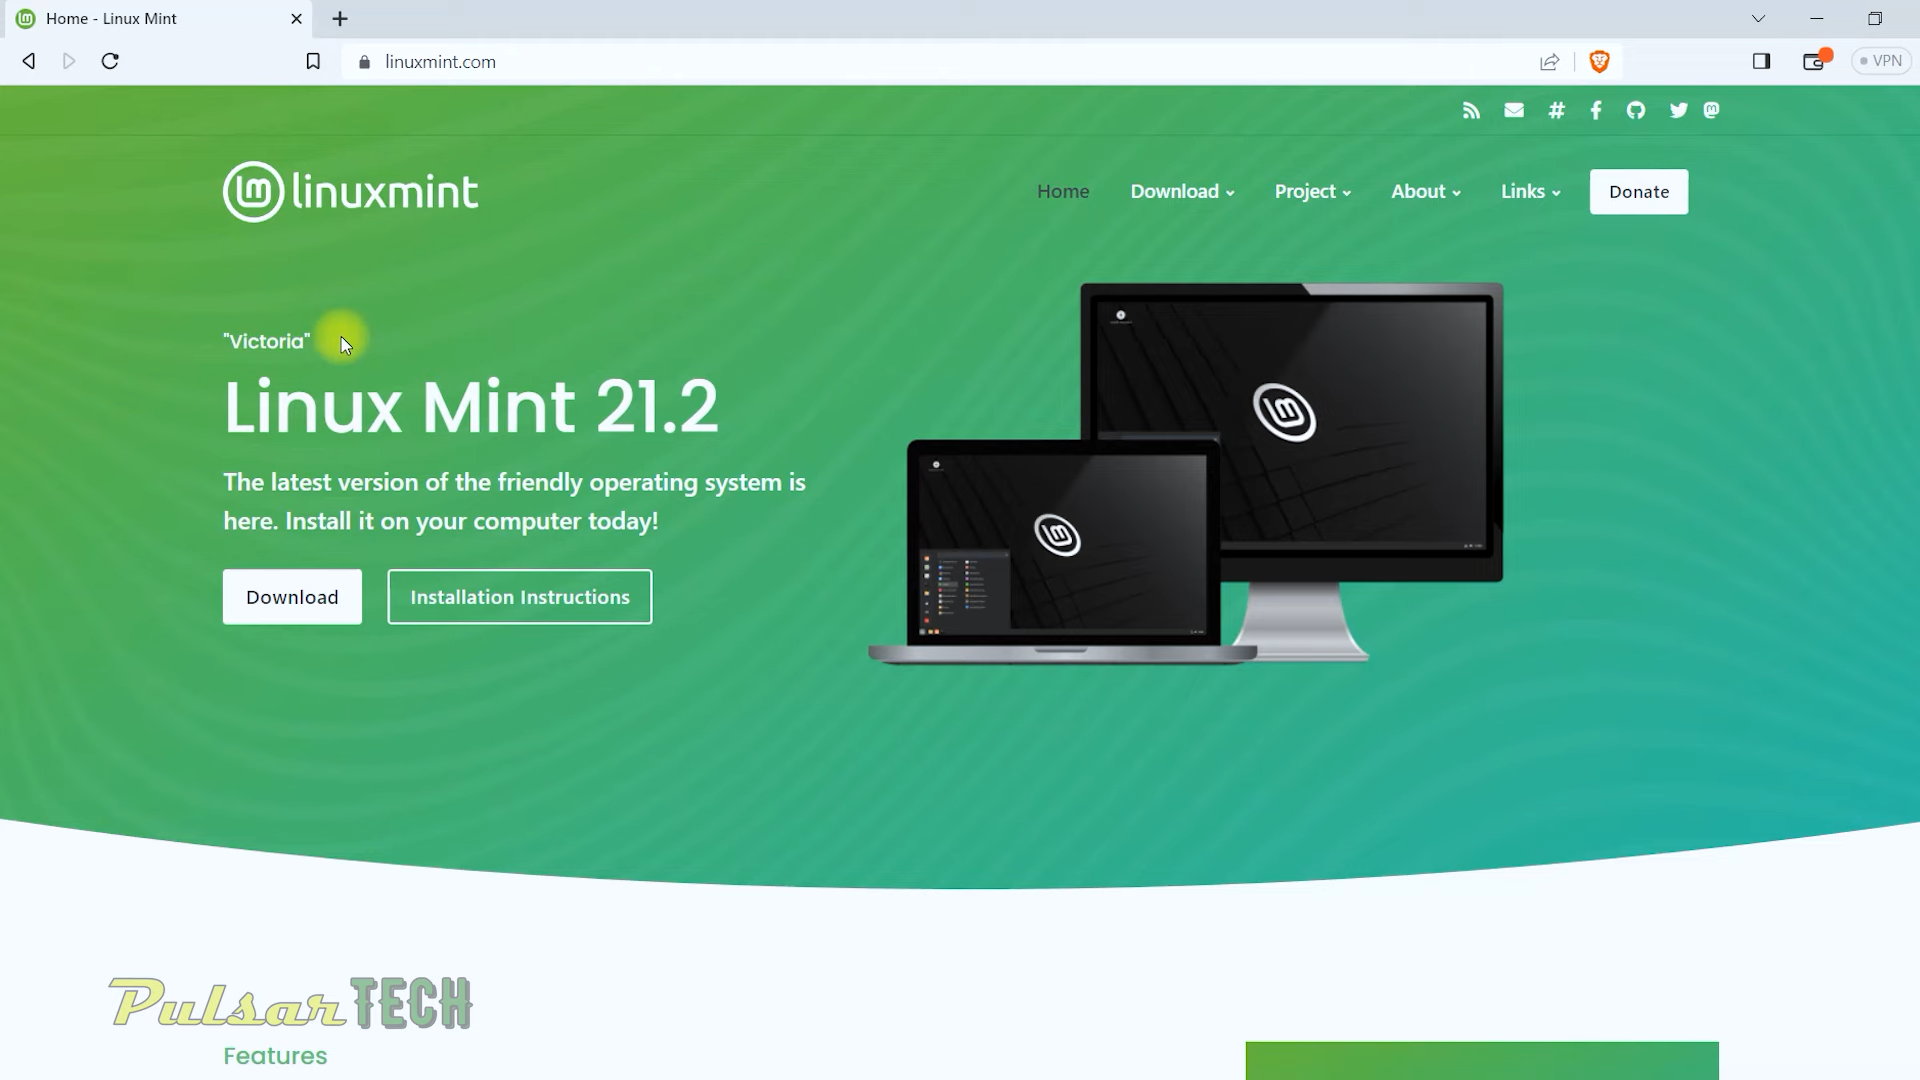 Home - Linux Mint
linuxmint.com
VPN
linuxmint
Home
Download
Project
About
Links
Donate
"Victoria"
Linux Mint 21.2
The latest version of the friendly operating system is
here. Install it on your computer today!
Download
Installation Instructions
PulsarTECH
Features